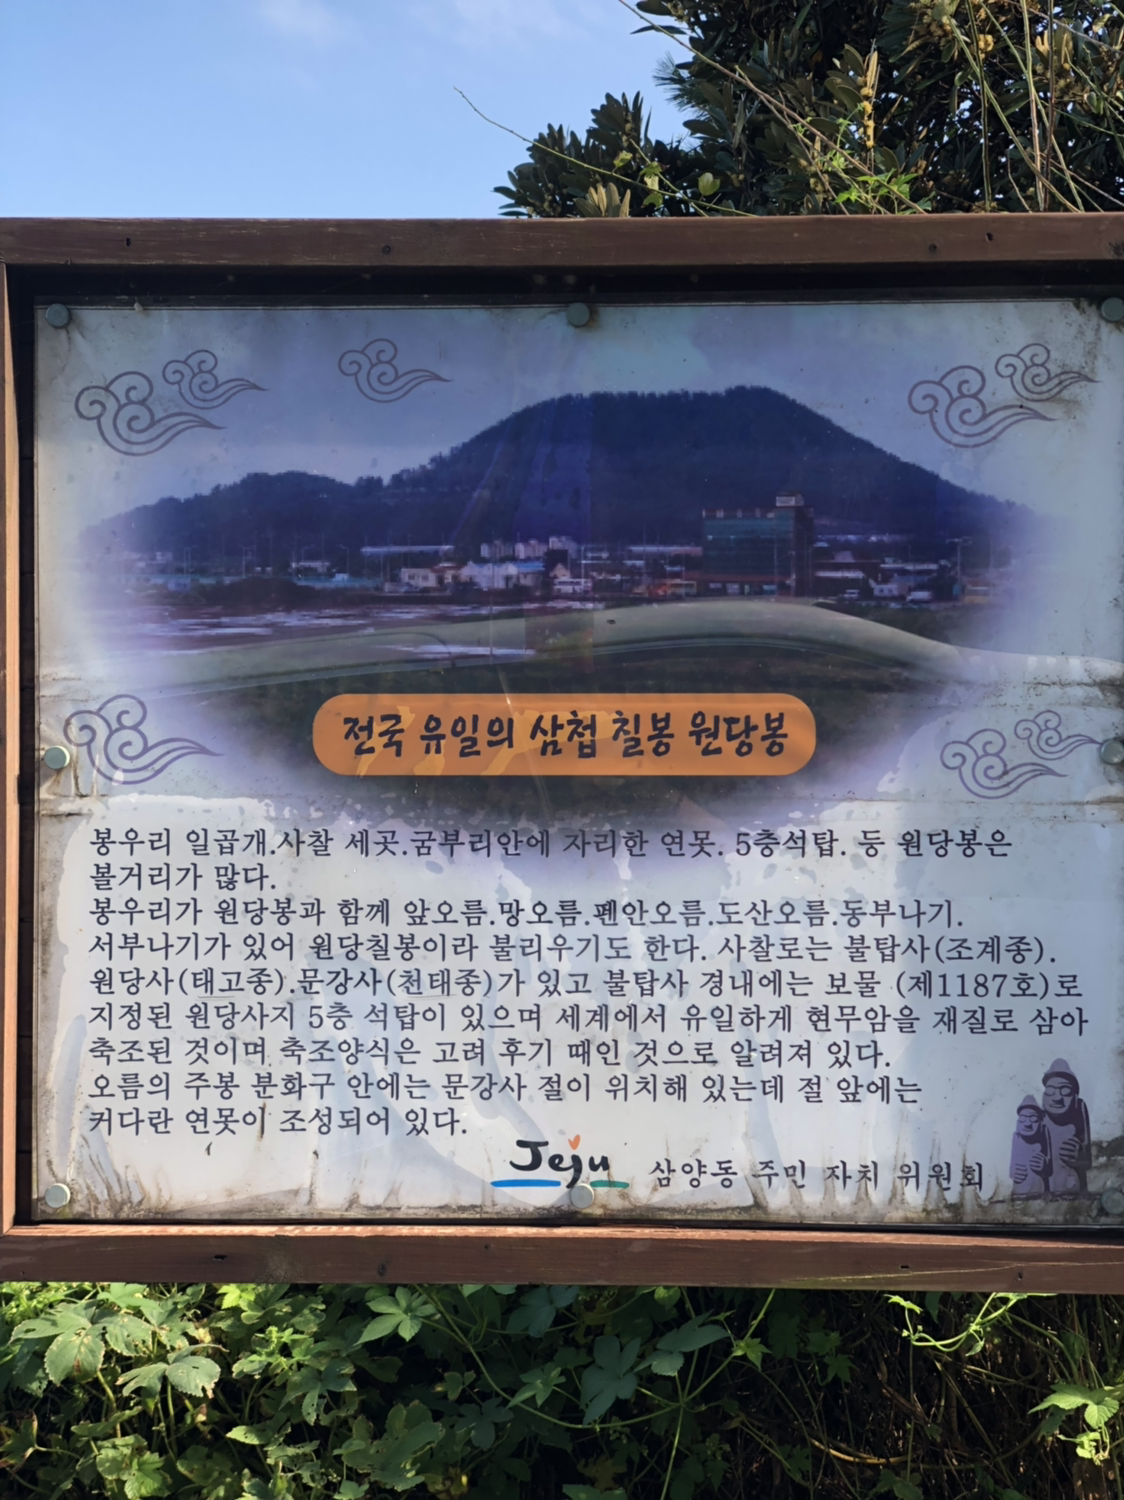 전국 유일의 삼첩 칠봉 원당봉
봉우리 일곱개.사찰 세곳.굼부리안에 자리한 연못. 5층석탑. 등 원당봉은
볼거리가 많다.
봉우리가 원당봉과 함께 앞오름.망오름.펜안오름.도산오름.동부나기.
서부나기가 있어 원당칠봉이라 불리우기도 한다. 사찰로는 불탑사(조계종).
원당사(태고종).문강사(천태종)가 있고 불탑사 경내에는 보물 (제1187호)로
지정된 원당사지 5층 석탑이 있으며 세계에서 유일하게 현무암을 재질로 삼아
축조된 것이며 축조양식은 고려 후기 때인 것으로 알려져 있다.
오름의 주봉 분화구 안에는 문강사 절이 위치해 있는데 절 앞에는
커다란 연못이 조성되어 있다.
Jeju 삼양동 주민 자치 위원회